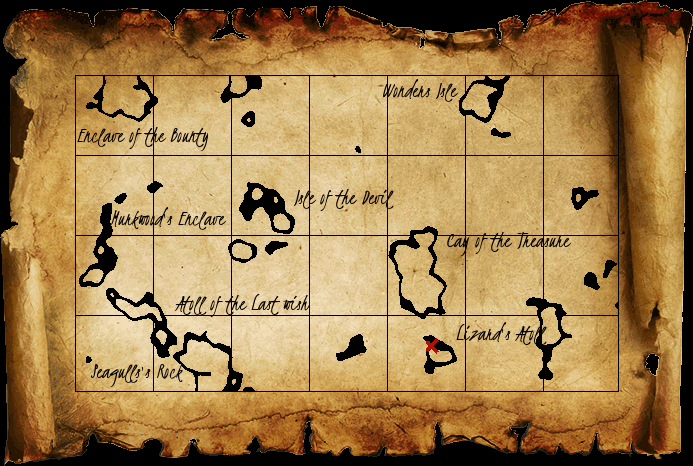 Wonders Isle
Enclave of the Bounty
Isle of the Devil
Murkwood's Enclave
Cay of the Treasure
Atoll of the Last wish
Lizard's Atoll
Seagulls's Rock